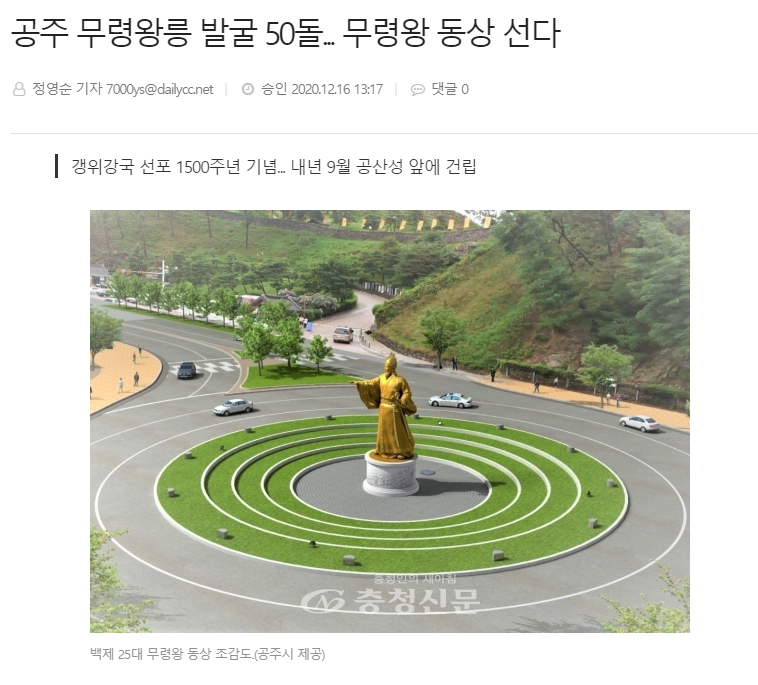 공주 무령왕릉 발굴 50돌... 무령왕 동상 선다
정영순 기자 7000ys@dailycc.net
승인 2020.12.16 13:17
댓글 0
갱위강국 선포 1500주년 기념... 내년 9월 공산성 앞에 건립
충청인의 새아침
충청신문
백제 25대 무령왕 동상 조감도.(공주시 제공)